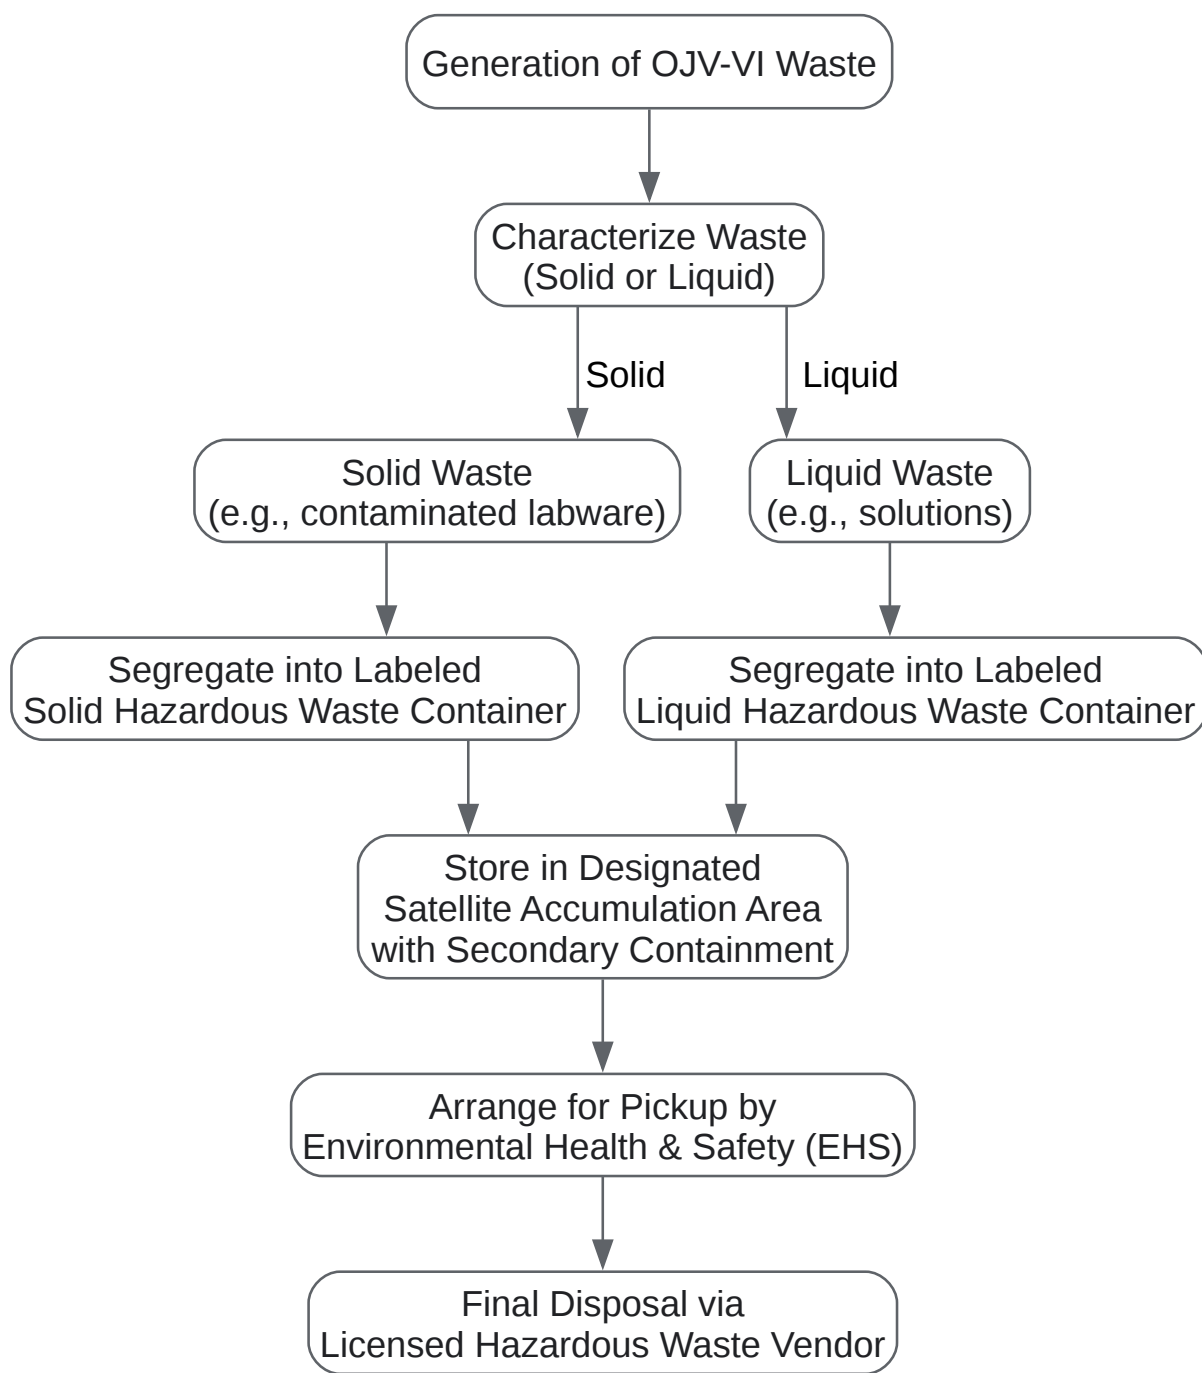 Generation of OJV-VI Waste
Characterize Waste
(Solid or Liquid)
Solid
Liquid
Solid Waste
(e.g., contaminated labware)
Liquid Waste
(e.g., solutions)
Segregate into Labeled
Solid Hazardous Waste Container
Segregate into Labeled
Liquid Hazardous Waste Container
Store in Designated
Satellite Accumulation Area
with Secondary Containment
Arrange for Pickup by
Environmental Health & Safety (EHS)
Final Disposal via
Licensed Hazardous Waste Vendor